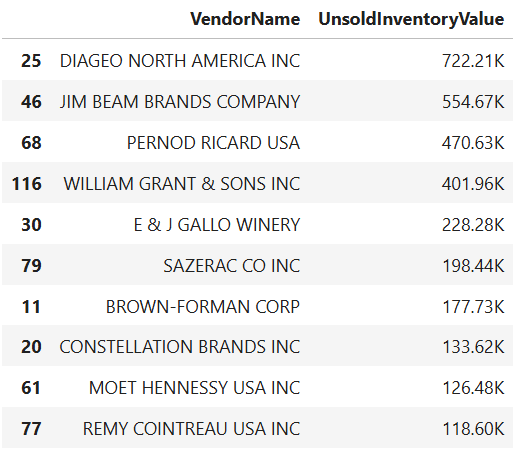 VendorName UnsoldInventoryValue
25 DIAGEO NORTH AMERICA INC 722.21K
46 JIM BEAM BRANDS COMPANY 554.67K
68 PERNOD RICARD USA 470.63K
116 WILLIAM GRANT & SONS INC 401.96K
30 E & J GALLO WINERY 228.28K
79 SAZERAC CO INC 198.44K
11 BROWN-FORMAN CORP 177.73K
20 CONSTELLATION BRANDS INC 133.62K
61 MOET HENNESSY USA INC 126.48K
77 REMY COINTREAU USA INC 118.60K